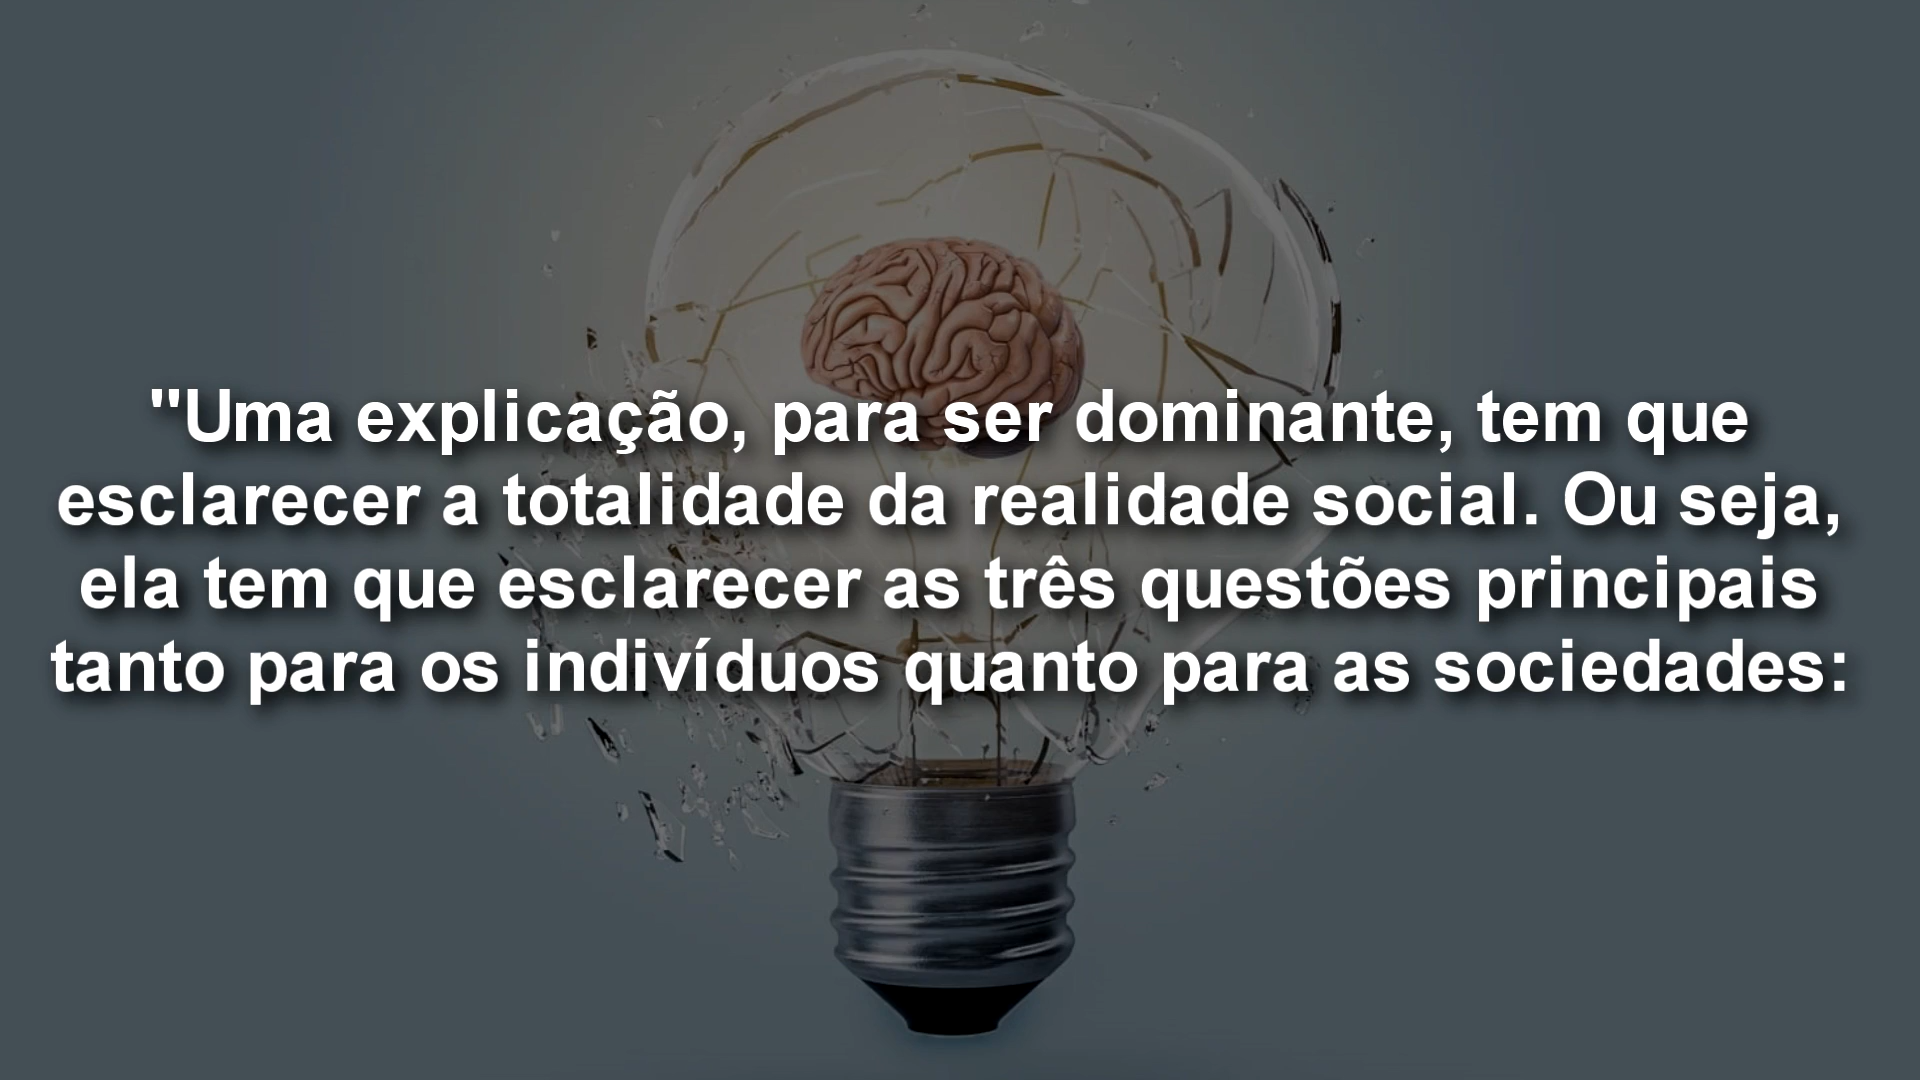 "Uma explicação, para ser dominante, tem que
esclarecer a totalidade da realidade social. Ou seja,
ela tem que esclarecer as três questões principais
tanto para os indivíduos quanto para as sociedades: